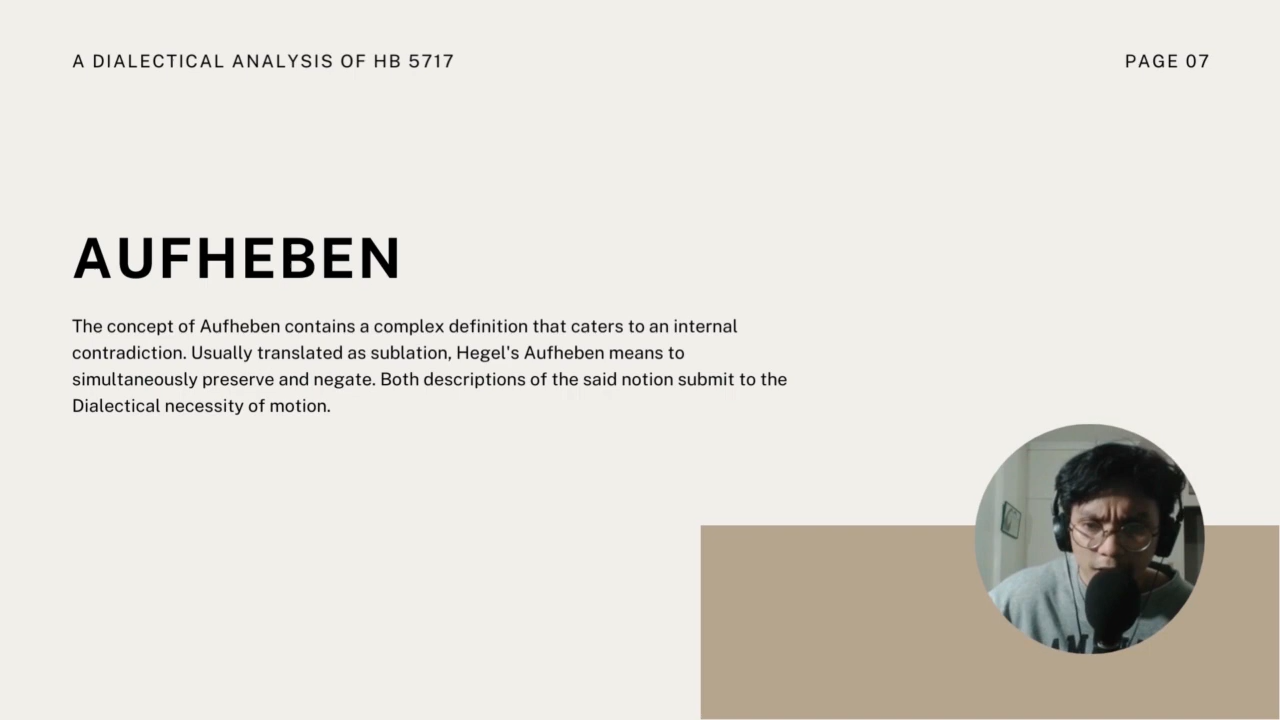 A DIALECTICAL ANALYSIS OF HB 5717
PAGE 07
AUFHEBEN
The concept of Aufheben contains a complex definition that caters to an internal
contradiction. Usually translated as sublation, Hegel's Aufheben means to
simultaneously preserve and negate. Both descriptions of the said notion submit to the
Dialectical necessity of motion.